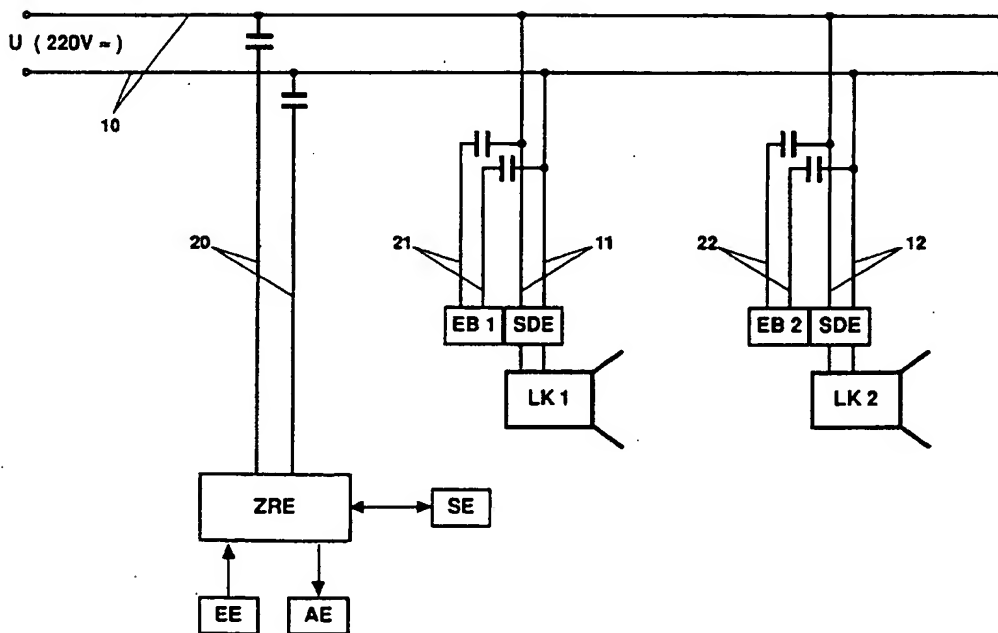 U ( 220V ≈ )
10
20
21
11
22
12
EB 1 SDE
EB 2 SDE
LK 1
LK 2
ZRE
SE
EE
AE